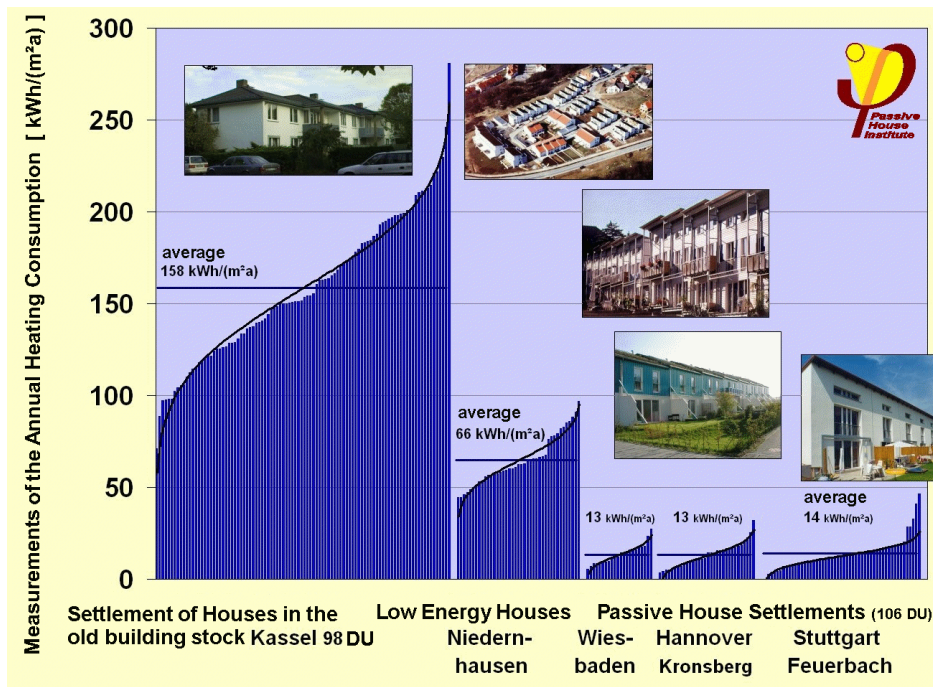 Measurements of the Annual Heating Consumption [ kWh/(m²a) ]
300
250
200
150
100
50
0
Passive
House
Institute
average
158 kWh/(m²a)
average
66 kWh/(m²a)
13 kWh/(m²a)
13 kWh/(m²a)
average
14 kWh/(m²a)
Settlement of Houses in the
old building stock Kassel 98 DU
Low Energy Houses
Niedern-
hausen
Passive House Settlements (106 DU)
Wies-
baden
Hannover
Kronsberg
Stuttgart
Feuerbach